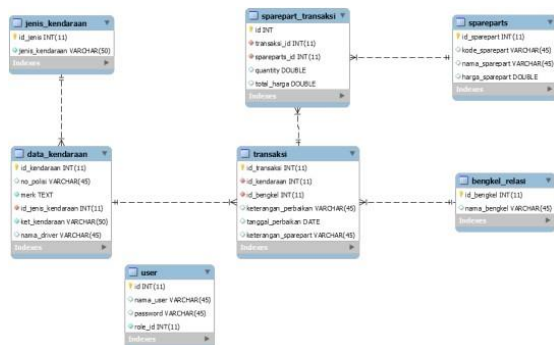 jenis_kendaraan
id_jenis INT(11)
jenis_kendaraan VARCHAR(50)
Indexes
sparepart_transaksi
id INT
transaksi_id INT(11)
spareparts_id INT(11)
quantity DOUBLE
total_harga DOUBLE
Indexes
spareparts
id_sparepart INT(11)
kode_sparepart VARCHAR(45)
nama_sparepart VARCHAR(45)
harga_sparepart DOUBLE
Indexes
data_kendaraan
id_kendaraan INT(11)
no_polisi VARCHAR(45)
merk TEXT
id_jenis_kendaraan INT(11)
ket_kendaraan VARCHAR(50)
nama_driver VARCHAR(45)
Indexes
transaksi
id_transaksi INT(11)
id_kendaraan INT(11)
id_bengkel INT(11)
keterangan_perbaikan VARCHAR(45)
tanggal_perbaikan DATE
keterangan_sparepart VARCHAR(45)
Indexes
bengkel_relasi
id_bengkel INT(11)
nama_bengkel VARCHAR(45)
Indexes
user
id INT(11)
nama_user VARCHAR(45)
password VARCHAR(45)
role_id INT(11)
Indexes